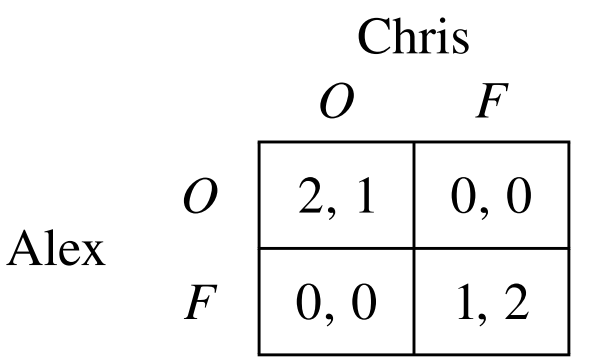 Chris
O F
O 2, 1 0, 0
Alex
F 0, 0 1, 2